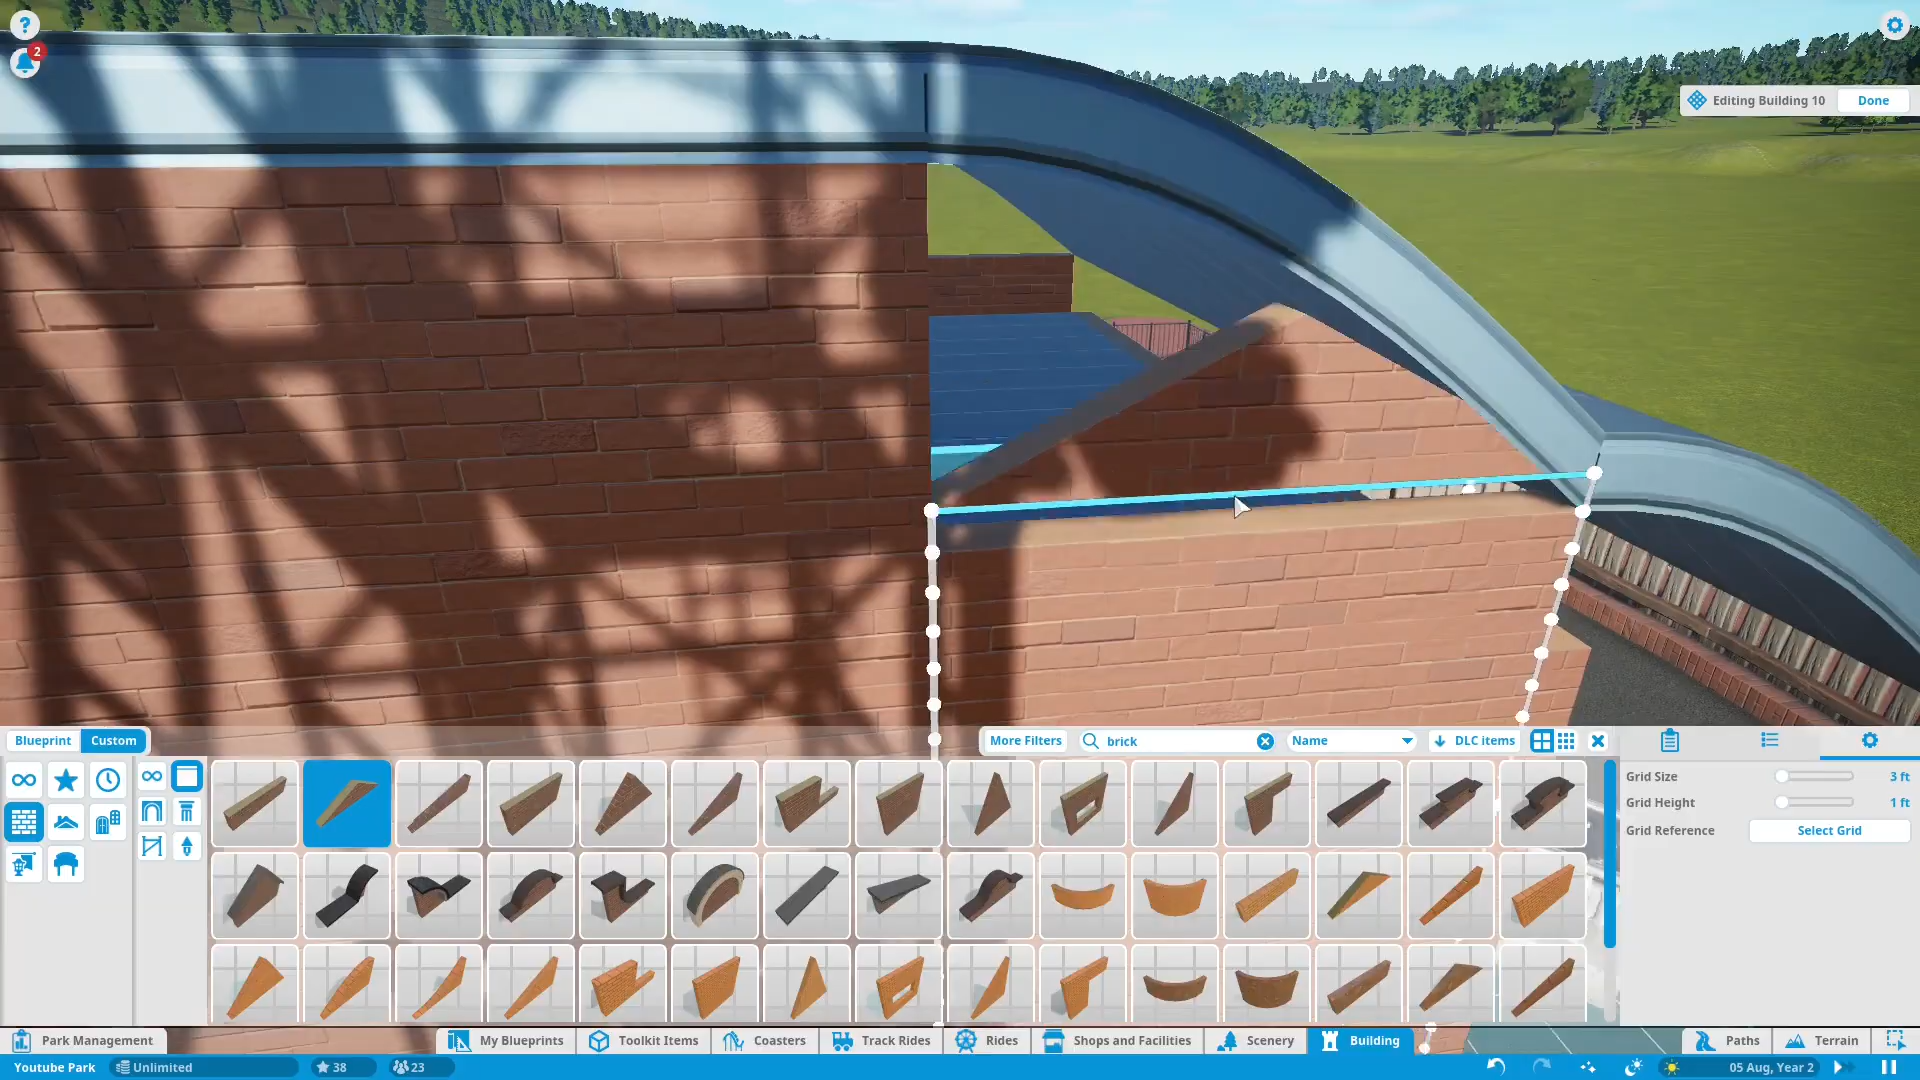 ?
2
Editing Building 10
Done
Blueprint
Custom
More Filters
brick
Name
DLC items
Grid Size
3 ft
Grid Height
1 ft
Grid Reference
Select Grid
Park Management
My Blueprints
Toolkit Items
Coasters
Track Rides
Rides
Shops and Facilities
Scenery
Building
Paths
Terrain
Youtube Park
Unlimited
38
23
05 Aug, Year 2